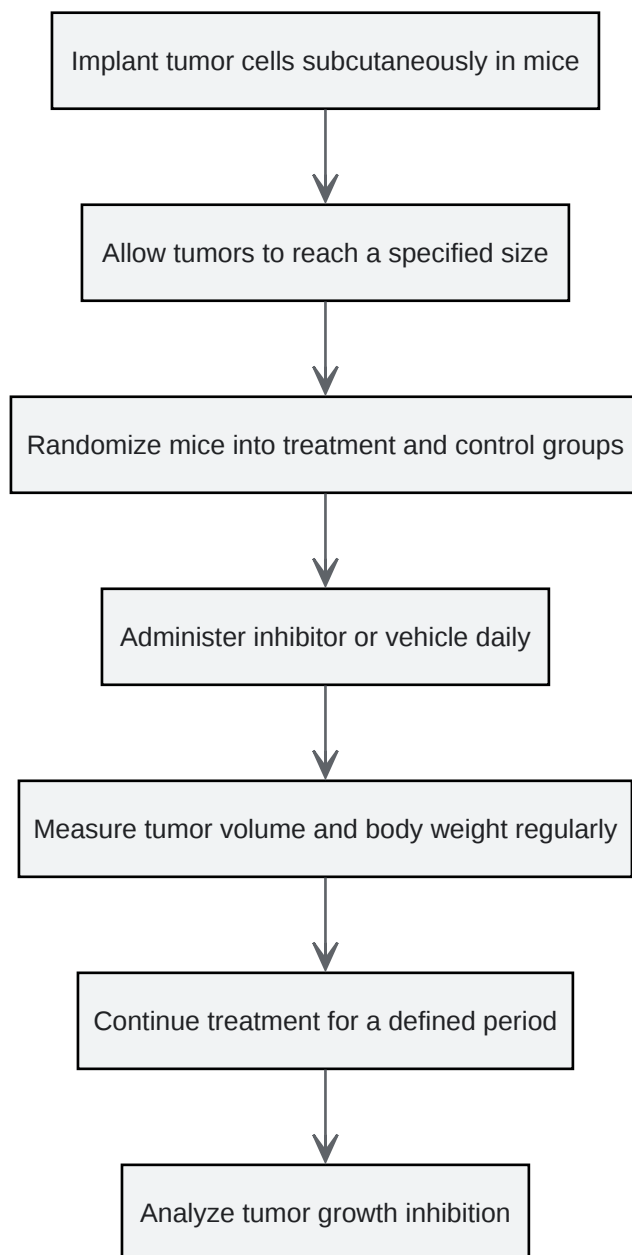 Implant tumor cells subcutaneously in mice
Allow tumors to reach a specified size
Randomize mice into treatment and control groups
Administer inhibitor or vehicle daily
Measure tumor volume and body weight regularly
Continue treatment for a defined period
Analyze tumor growth inhibition